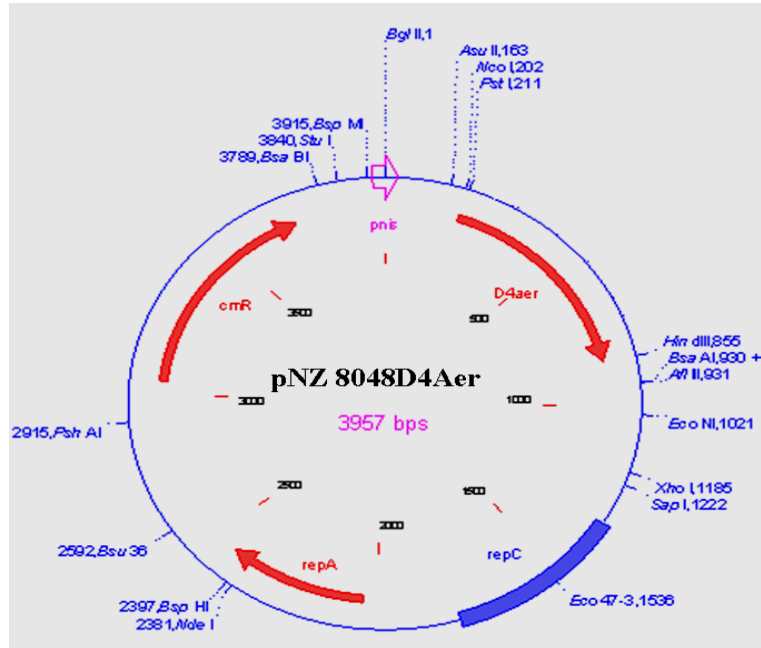 Bgl II,1
Asu II,163
Nco I,202
Pst I,211
3915,Bsp MI
3840,Stu I
3789,Bsa BI
pnis
cmR
D4aer
3500
500
Hin dIII,855
Bsa AI,930 +
Afl II,931
pNZ 8048D4Aer
3000
1000
3957 bps
Eco NI,1021
2915,Psh AI
Xho I,1185
Sap I,1222
2500
1500
2000
repA
repC
2592,Bsu 36
Eco 47-3,1536
2397,Bsp HI
2381,Nde I